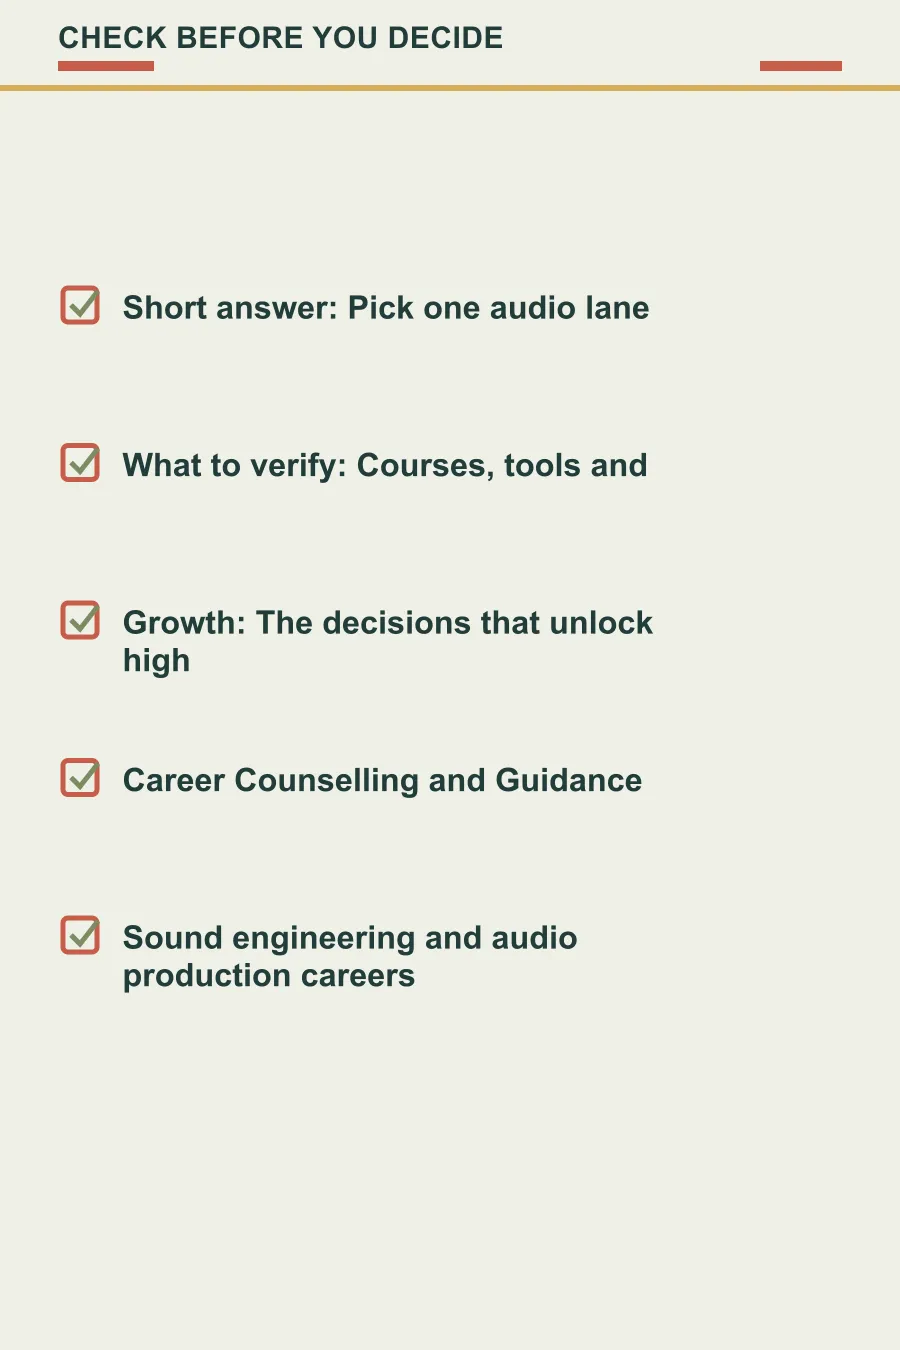 CHECK BEFORE YOU DECIDE
Short answer: Pick one audio lane
What to verify: Courses, tools and
Growth: The decisions that unlock
high
Career Counselling and Guidance
Sound engineering and audio
production careers